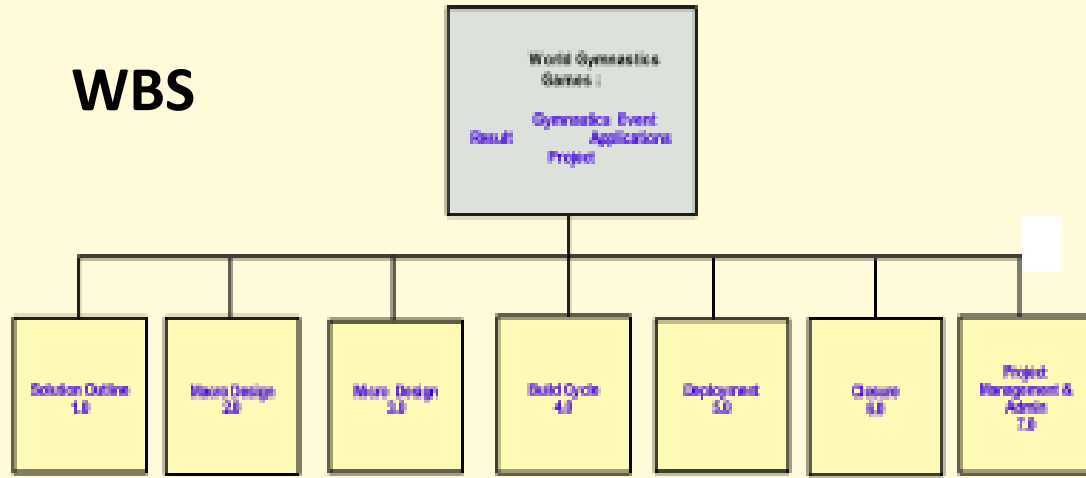 WBS
World Gymnastics
Games :
Gymnastics Event
Result Applications
Project
Solution Outline
1.0
Macro Design
2.0
Micro Design
3.0
Build Cycle
4.0
Deployment
5.0
Closure
6.0
Project
Management &
Admin
7.0